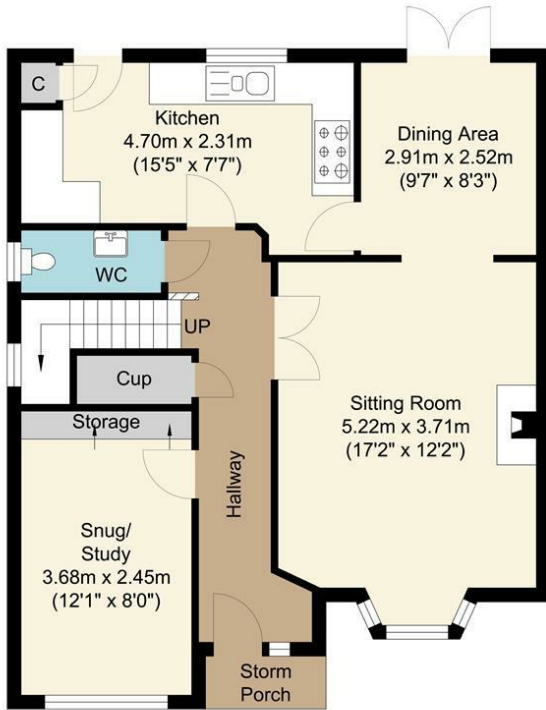 C
Kitchen
4.70m x 2.31m
(15'5" x 7'7")
Dining Area
2.91m x 2.52m
(9'7" x 8'3")
WC
UP
Cup
Storage
Hallway
Sitting Room
5.22m x 3.71m
(17'2" x 12'2")
Snug/
Study
3.68m x 2.45m
(12'1" x 8'0")
Storm
Porch